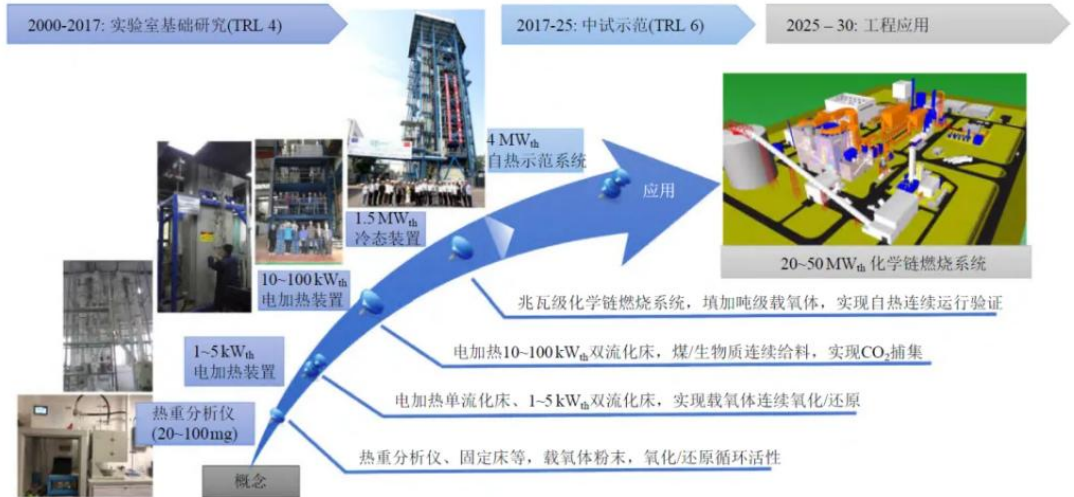 2000-2017: 实验室基础研究(TRL 4)
2017-25: 中试示范(TRL 6)
2025 – 30: 工程应用
4 MWth
自热示范系统
应用
1.5 MWth
冷态装置
20~50 MWth 化学链燃烧系统
10~100 kWth
电加热装置
兆瓦级化学链燃烧系统，填加吨级载氧体，实现自热连续运行验证
1~5 kWth
电加热装置
电加热10~100 kWth双流化床，煤/生物质连续给料，实现CO2捕集
电加热单流化床、1~5 kWth双流化床，实现载氧体连续氧化/还原
热重分析仪
(20~100mg)
热重分析仪、固定床等，载氧体粉末，氧化/还原循环活性
概念